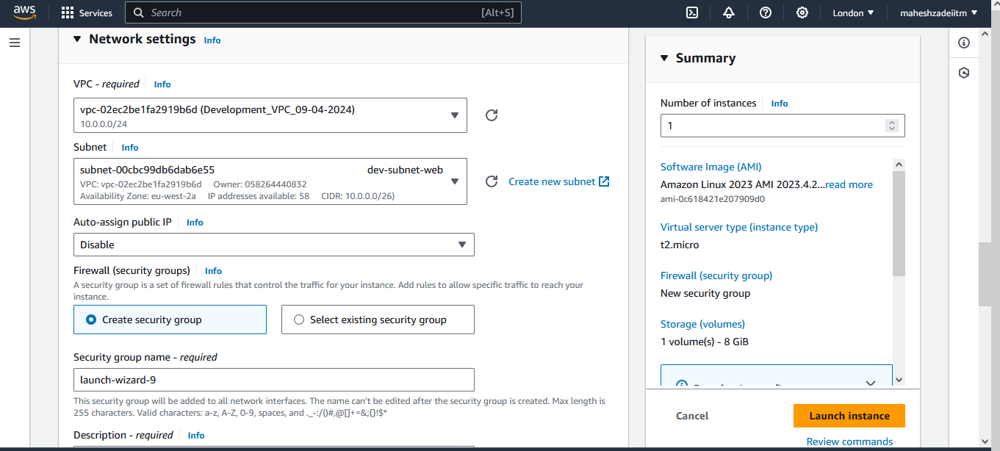 aws
Services
Search
[Alt+S]
London
maheshzadeiitm
Network settings Info
VPC - required Info
vpc-02ec2be1fa2919b6d (Development_VPC_09-04-2024)
10.0.0.0/24
Subnet Info
subnet-00cbc99db6dab6e55 dev-subnet-web
VPC: vpc-02ec2be1fa2919b6d Owner: 058264440832
Availability Zone: eu-west-2a IP addresses available: 58 CIDR: 10.0.0.0/26)
Create new subnet
Auto-assign public IP Info
Disable
Firewall (security groups) Info
A security group is a set of firewall rules that control the traffic for your instance. Add rules to allow specific traffic to reach your
instance.
Create security group
Select existing security group
Security group name - required
launch-wizard-9
This security group will be added to all network interfaces. The name can't be edited after the security group is created. Max length is
255 characters. Valid characters: a-z, A-Z, 0-9, spaces, and ._-:/()#,@[]+=&;{}!$*
Description - required Info
Summary
Number of instances Info
1
Software Image (AMI)
Amazon Linux 2023 AMI 2023.4.2...read more
ami-0c618421e207909d0
Virtual server type (instance type)
t2.micro
Firewall (security group)
New security group
Storage (volumes)
1 volume(s) - 8 GiB
Cancel
Launch instance
Review commands